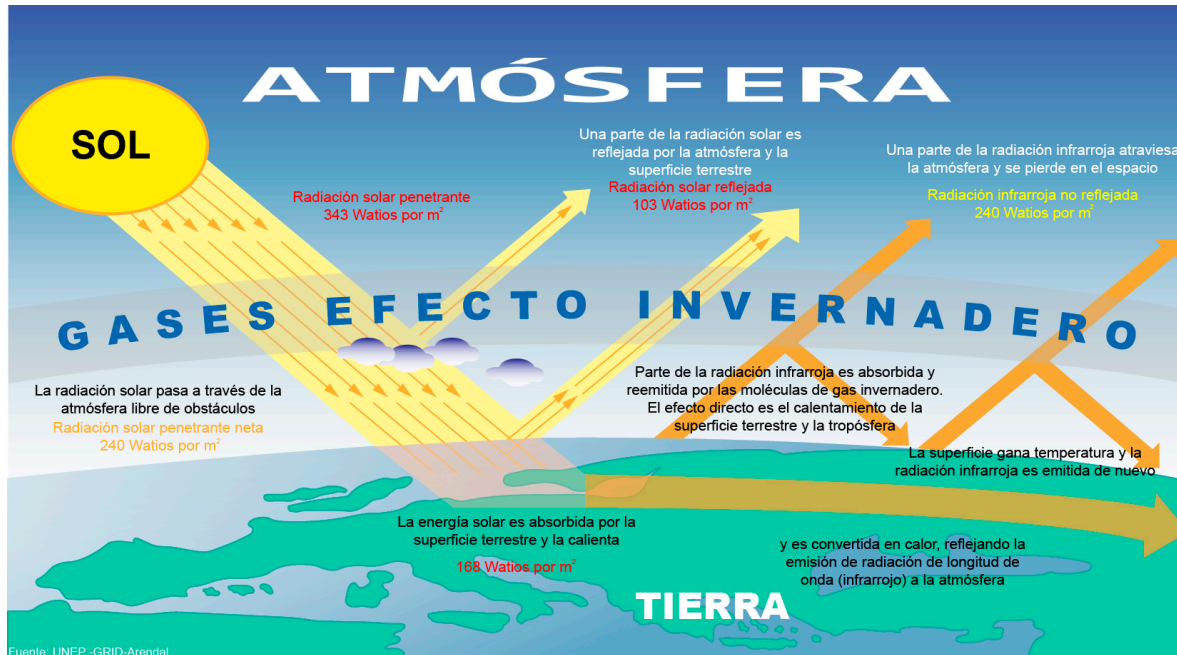 ATMÓSFERA
SOL
Radiación solar penetrante
343 Watios por m²
Una parte de la radiación solar es
reflejada por la atmósfera y la
superficie terrestre
Radiación solar reflejada
103 Watios por m²
Una parte de la radiación infrarroja atraviesa
la atmósfera y se pierde en el espacio
Radiación infrarroja no reflejada
240 Watios por m²
GASES EFECTO INVERNADERO
La radiación solar pasa a través de la
atmósfera libre de obstáculos
Radiación solar penetrante neta
240 Watios por m²
Parte de la radiación infrarroja es absorbida y
reemitida por las moléculas de gas invernadero.
El efecto directo es el calentamiento de la
superficie terrestre y la tropósfera
La superficie gana temperatura y la
radiación infrarroja es emitida de nuevo
La energía solar es absorbida por la
superficie terrestre y la calienta
168 Watios por m²
y es convertida en calor, reflejando la
emisión de radiación de longitud de
onda (infrarrojo) a la atmósfera
TIERRA
Fuente: UNEP -GRID-Arendal